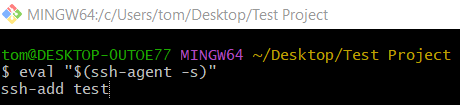 MINGW64:/c/Users/tom/Desktop/Test Project
tom@DESKTOP-OUTOE77 MINGW64 ~/Desktop/Test Project
$ eval "$(ssh-agent -s)"
ssh-add test